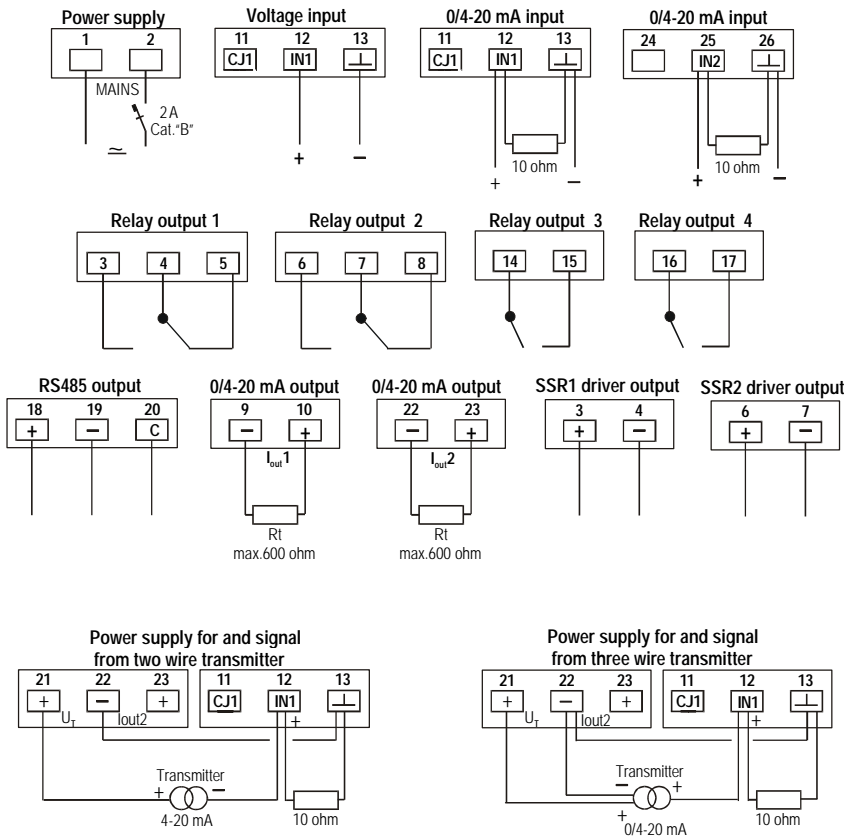 Power supply
Voltage input
0/4-20 mA input
0/4-20 mA input
1 2
11 12 13
11 12 13
24 25 26
CJ1 IN1
CJ1 IN1
IN2
MAINS
2A
Cat."B"
≃
+ −
10 ohm
+ −
10 ohm
+ −
Relay output 1
Relay output 2
Relay output 3
Relay output 4
3 4 5
6 7 8
14 15
16 17
RS485 output
0/4-20 mA output
0/4-20 mA output
SSR1 driver output
SSR2 driver output
18 19 20
9 10
22 23
3 4
6 7
+ − C
− +
− +
+ −
+ −
Iout1
Iout2
Rt
max.600 ohm
Rt
max.600 ohm
Power supply for and signal
from two wire transmitter
21 22 23 11 12 13
+ − + CJ1 IN1
UT Iout2 +
Transmitter
+ −
4-20 mA
10 ohm
Power supply for and signal
from three wire transmitter
21 22 23 11 12 13
+ − + CJ1 IN1
UT Iout2 +
Transmitter
− +
+
0/4-20 mA
10 ohm